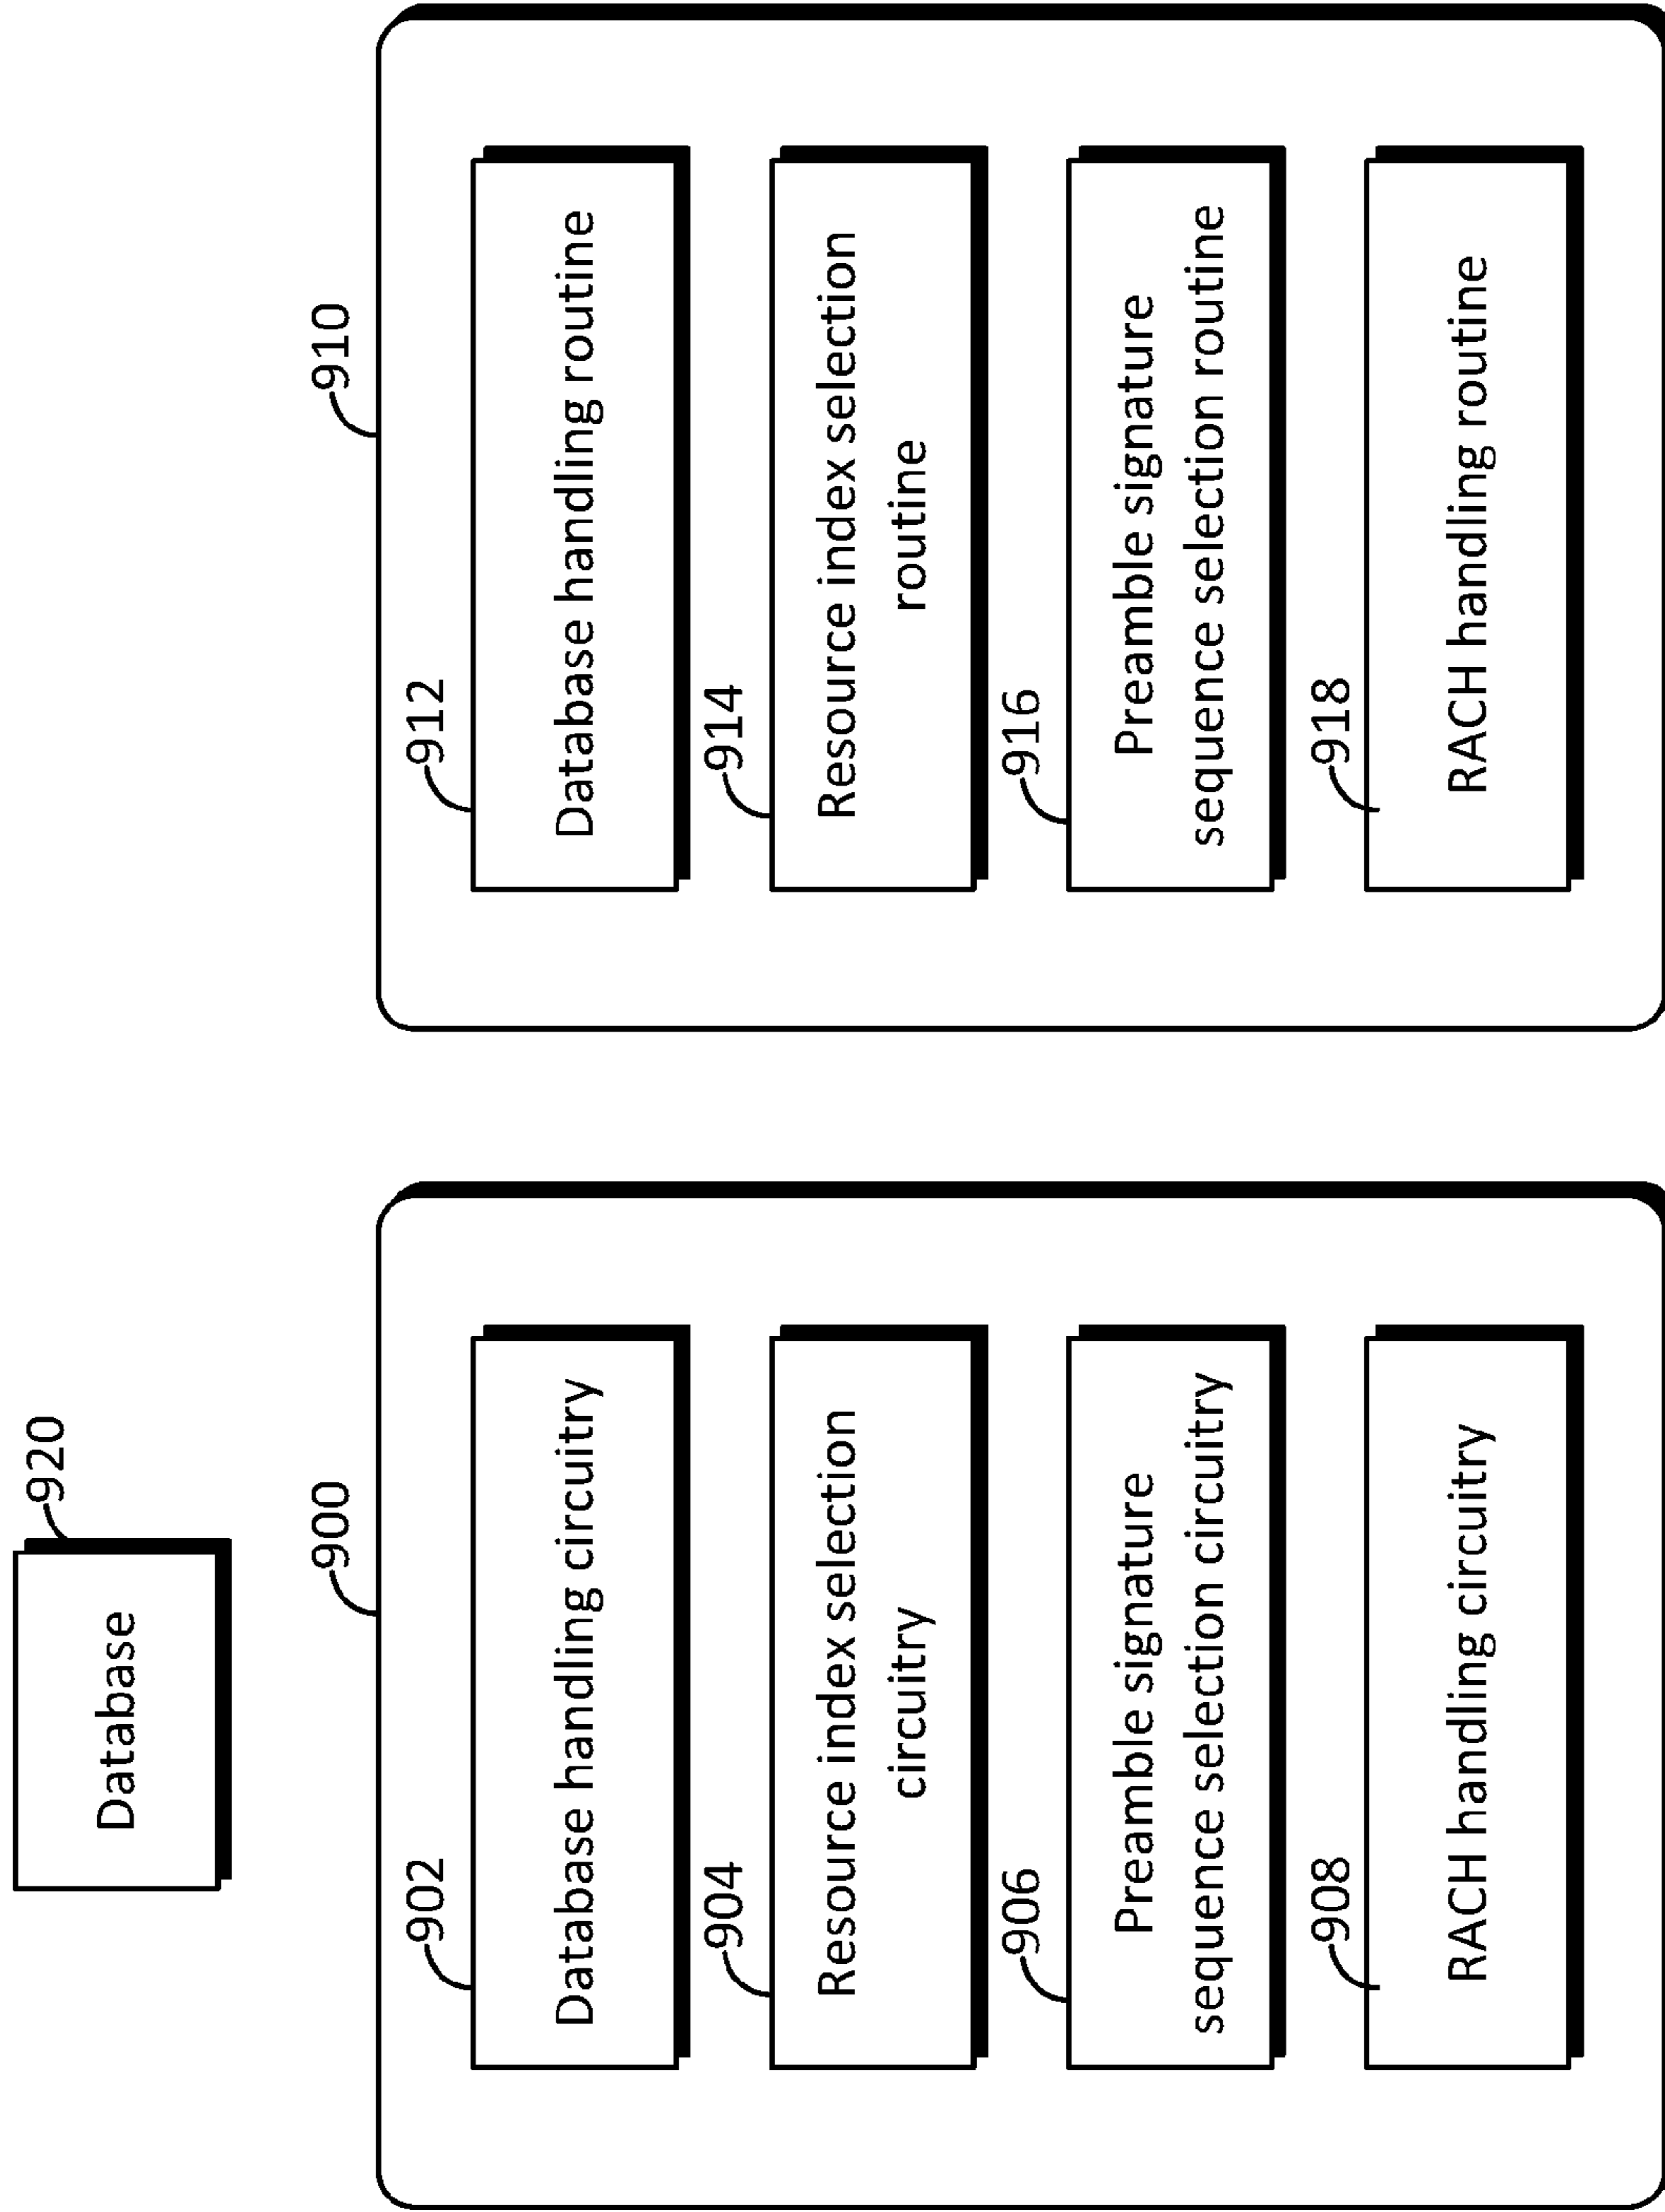 Database
920
900
902
Database handling circuitry
904
Resource index selection
circuitry
906
Preamble signature
sequence selection circuitry
908
RACH handling circuitry
910
912
Database handling routine
914
Resource index selection
routine
916
Preamble signature
sequence selection routine
918
RACH handling routine